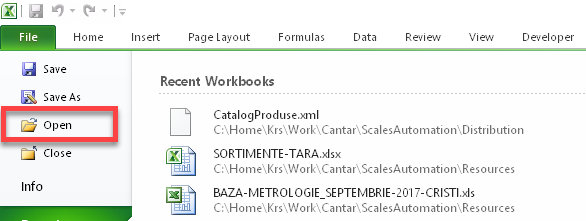 File Home Insert Page Layout Formulas Data Review View Developer
Save
Save As
Open
Close
Info
Recent Workbooks
CatalogProduse.xml
C:\Home\Krs\Work\Cantar\ScalesAutomation\Distribution
SORTIMENTE-TARA.xlsx
C:\Home\Krs\Work\Cantar\ScalesAutomation\Resources
BAZA-METROLOGIE_SEPTEMBRIE-2017-CRISTI.xls
C:\Home\Krs\Work\Cantar\ScalesAutomation\Resources